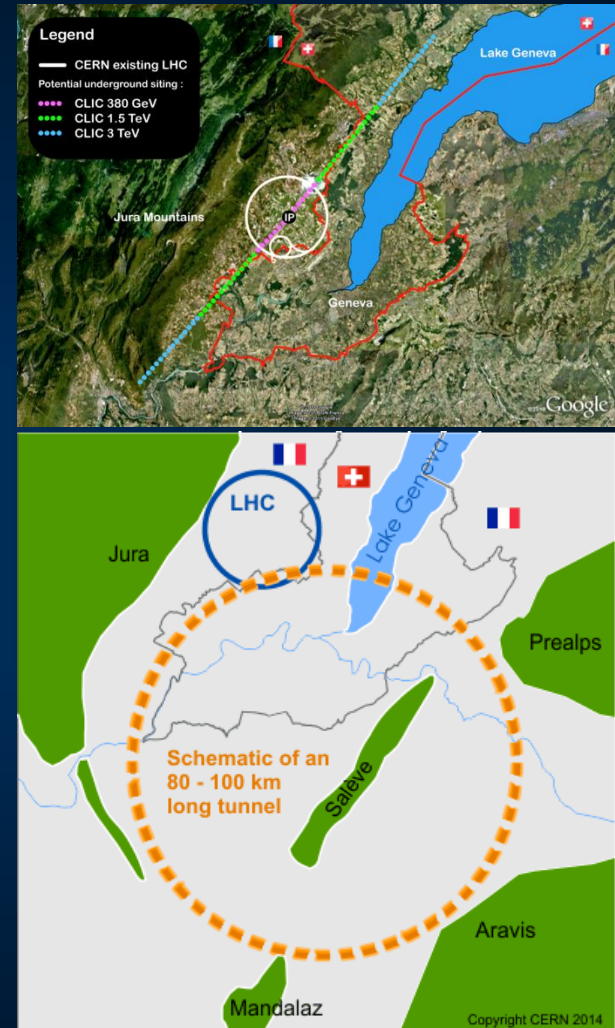 Legend
CERN existing LHC
Potential underground siting :
CLIC 380 GeV
CLIC 1.5 TeV
CLIC 3 TeV
Lake Geneva
Jura Mountains
IP
Geneva
Google
LHC
Jura
Lake Geneva
Prealps
Schematic of an
80 - 100 km
long tunnel
Salève
Aravis
Mandalaz
Copyright CERN 2014